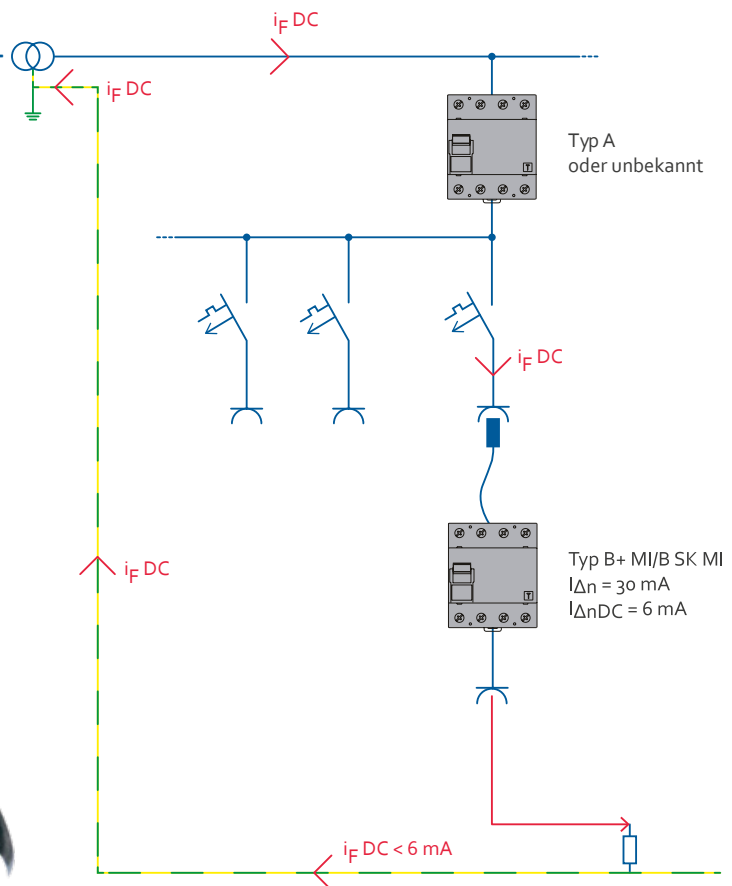 iF DC
iF DC
T
Typ A
oder unbekannt
iF DC
iF DC
T
Typ B+ MI/B SK MI
IΔn = 30 mA
IΔnDC = 6 mA
iF DC < 6 mA